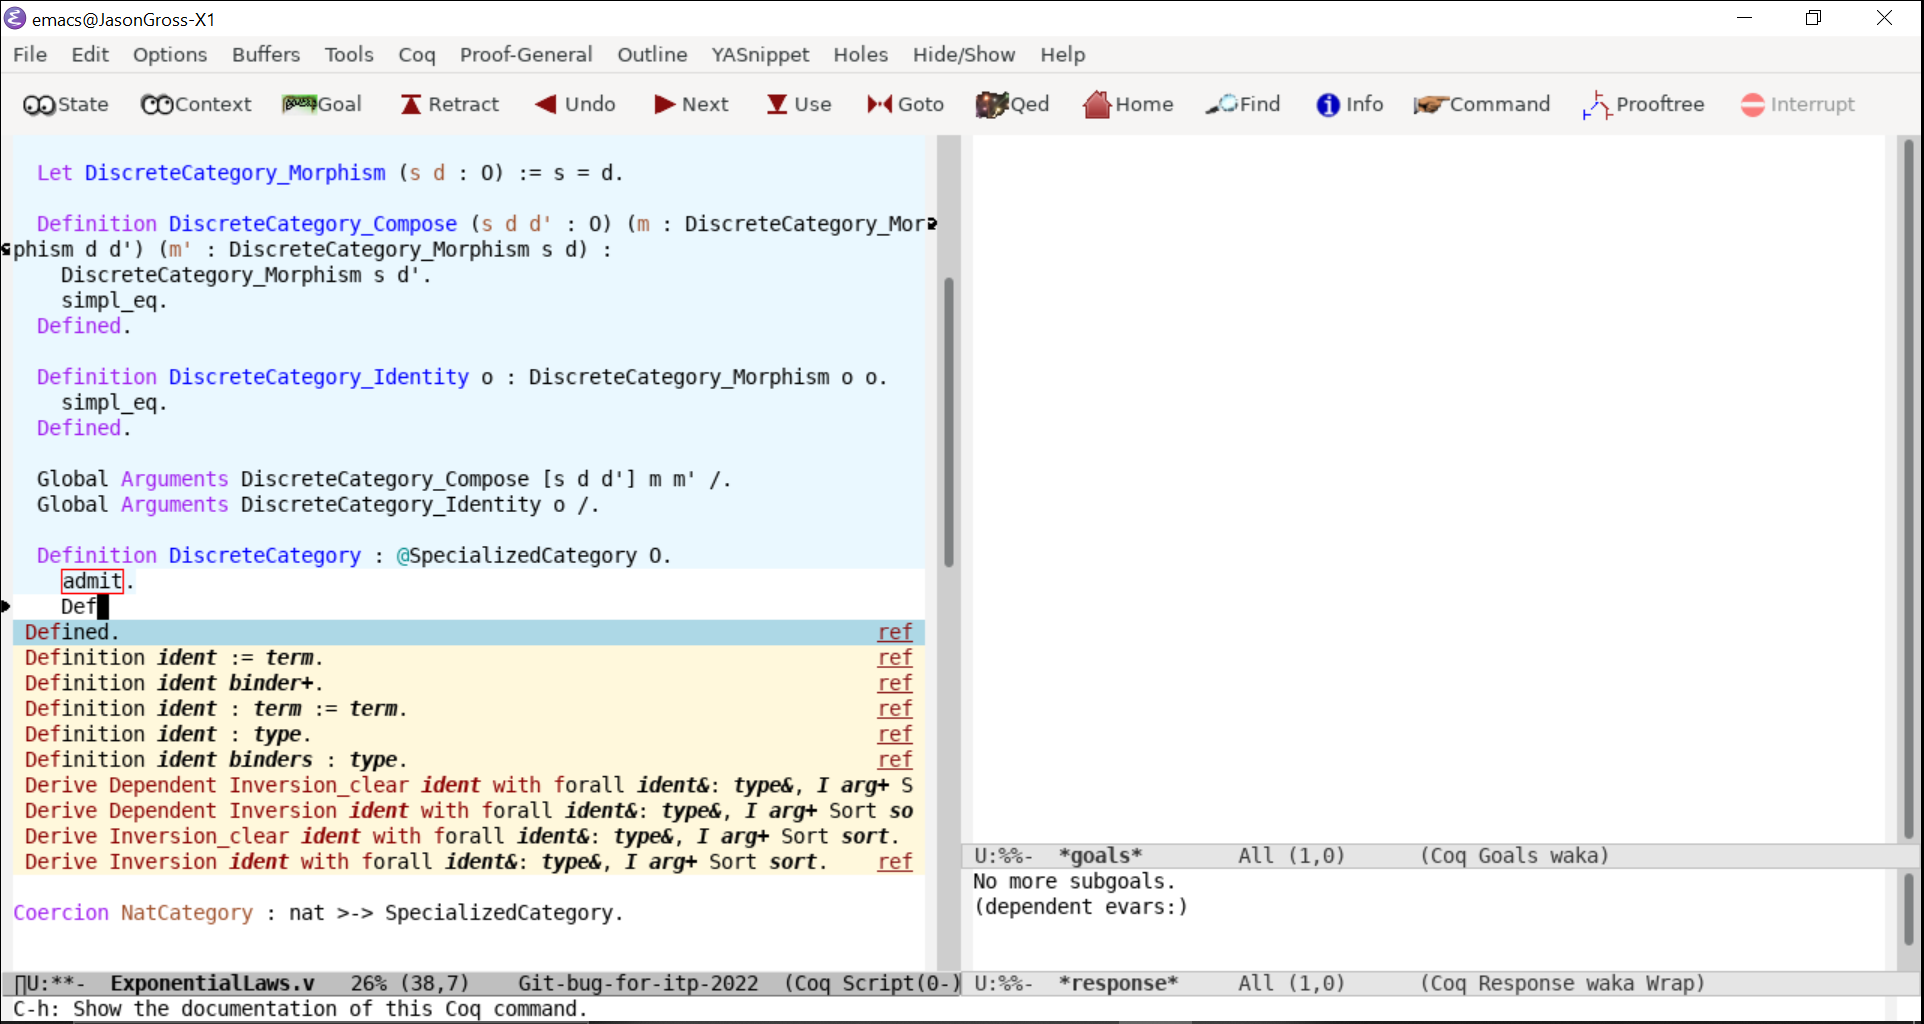 emacs@JasonGross-X1
File Edit Options Buffers Tools Coq Proof-General Outline YASnippet Holes Hide/Show Help
State Context Goal Retract Undo Next Use Goto Qed Home Find Info Command Prooftree Interrupt
Let DiscreteCategory_Morphism (s d : O) := s = d.
Definition DiscreteCategory_Compose (s d d' : O) (m : DiscreteCategory_Mor
phism d d') (m' : DiscreteCategory_Morphism s d) :
DiscreteCategory_Morphism s d'.
simpl_eq.
Defined.
Definition DiscreteCategory_Identity o : DiscreteCategory_Morphism o o.
simpl_eq.
Defined.
Global Arguments DiscreteCategory_Compose [s d d'] m m' /.
Global Arguments DiscreteCategory_Identity o /.
Definition DiscreteCategory : @SpecializedCategory O.
admit.
Def
Defined. ref
Definition ident := term. ref
Definition ident binder+. ref
Definition ident : term := term. ref
Definition ident : type. ref
Definition ident binders : type. ref
Derive Dependent Inversion_clear ident with forall ident&: type&, I arg+ S
Derive Dependent Inversion ident with forall ident&: type&, I arg+ Sort so
Derive Inversion_clear ident with forall ident&: type&, I arg+ Sort sort.
Derive Inversion ident with forall ident&: type&, I arg+ Sort sort. ref
Coercion NatCategory : nat >-> SpecializedCategory.
U:**- ExponentialLaws.v 26% (38,7) Git-bug-for-itp-2022 (Coq Script(0-)
C-h: Show the documentation of this Coq command.
U:%%- *goals* All (1,0) (Coq Goals waka)
No more subgoals.
(dependent evars:)
U:%%- *response* All (1,0) (Coq Response waka Wrap)